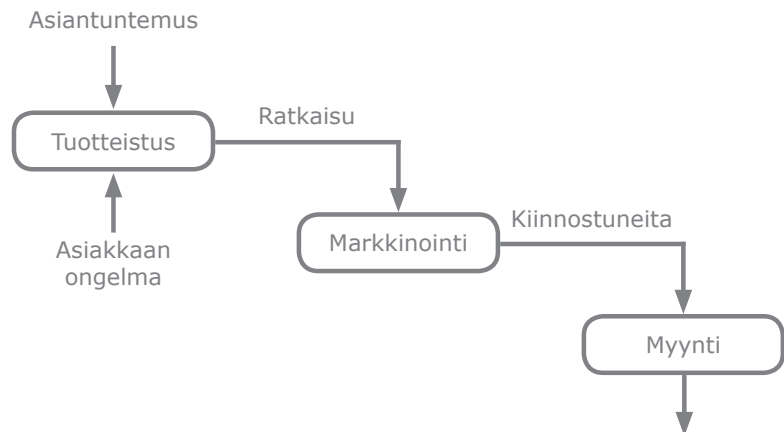 Asiantuntemus
Tuotteistus
Ratkaisu
Asiakkaan
ongelma
Markkinointi
Kiinnostuneita
Myynti